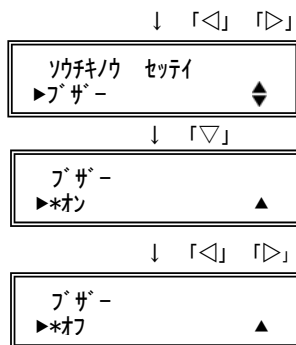 ↓ 「◁」 「▷」
ｿｳﾁｷﾉｳ ｾｯﾃｲ
▶ﾌﾞｻﾞｰ ◆
↓ 「▽」
ﾌﾞｻﾞｰ
▶*ｵﾝ ▲
↓ 「◁」 「▷」
ﾌﾞｻﾞｰ
▶*ｵﾌ ▲